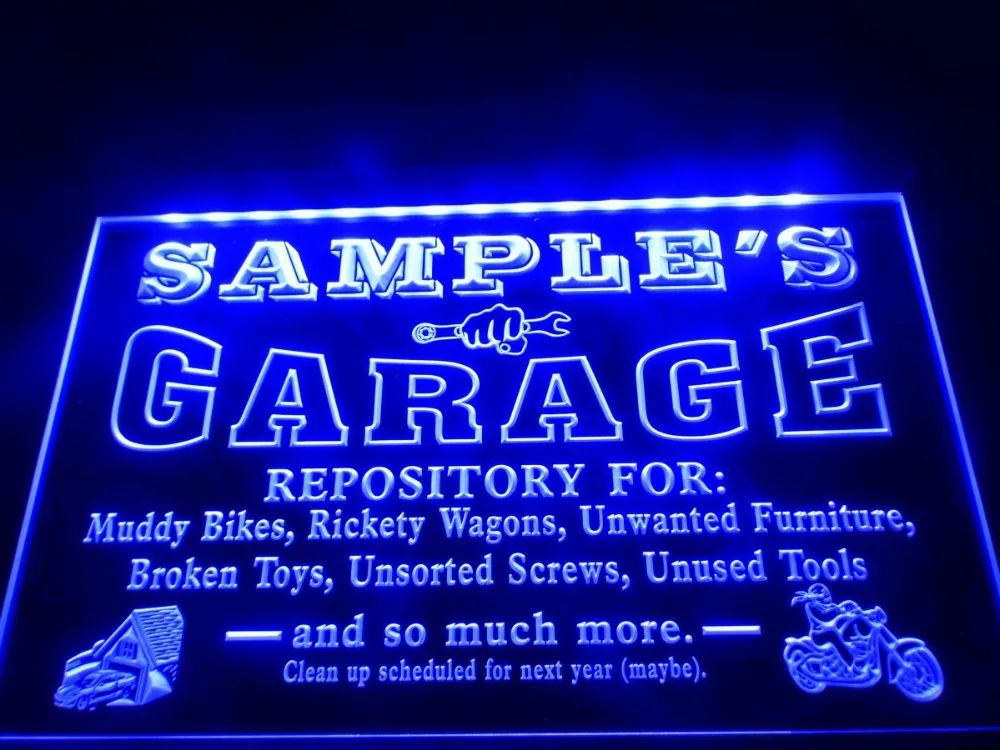 SAMPLE'S
GARAGE
REPOSITORY FOR:
Muddy Bikes, Rickety Wagons, Unwanted Furniture,
Broken Toys, Unsorted Screws, Unused Tools
—and so much more.—
Clean up scheduled for next year (maybe).